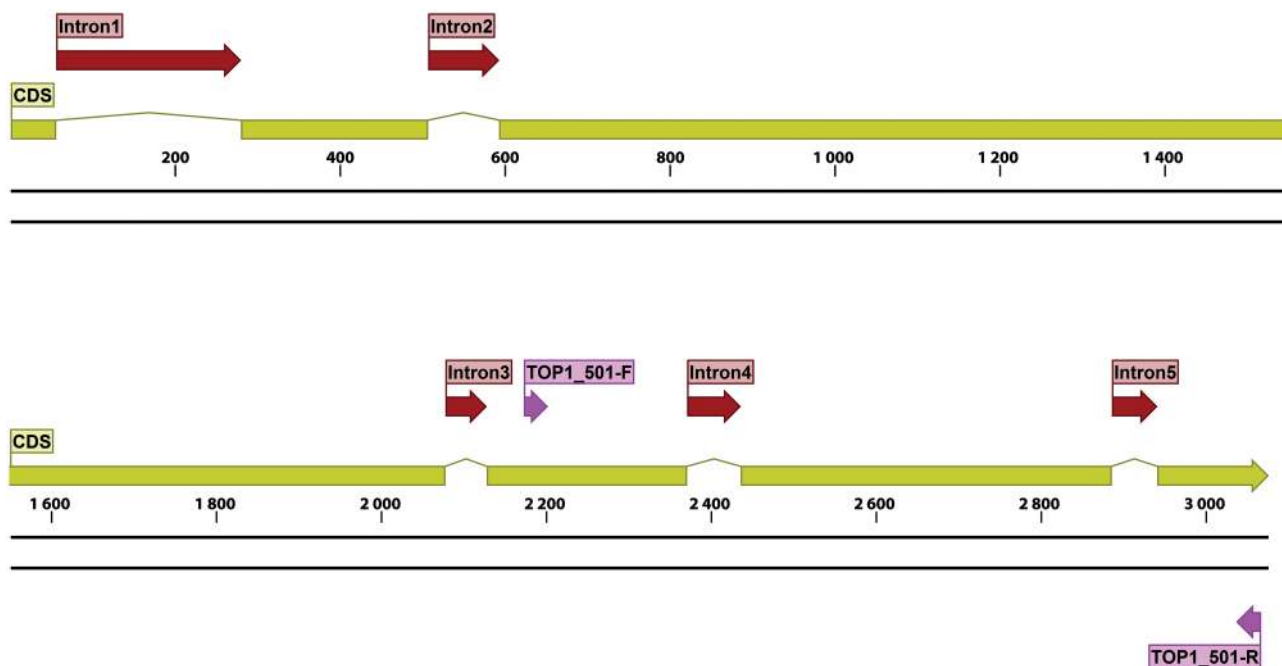 Intron1 Intron2
CDS
200 400 600 800 1 000 1 200 1 400
Intron3 TOP1_501-F Intron4 Intron5
CDS
1 600 1 800 2 000 2 200 2 400 2 600 2 800 3 000
TOP1_501-R